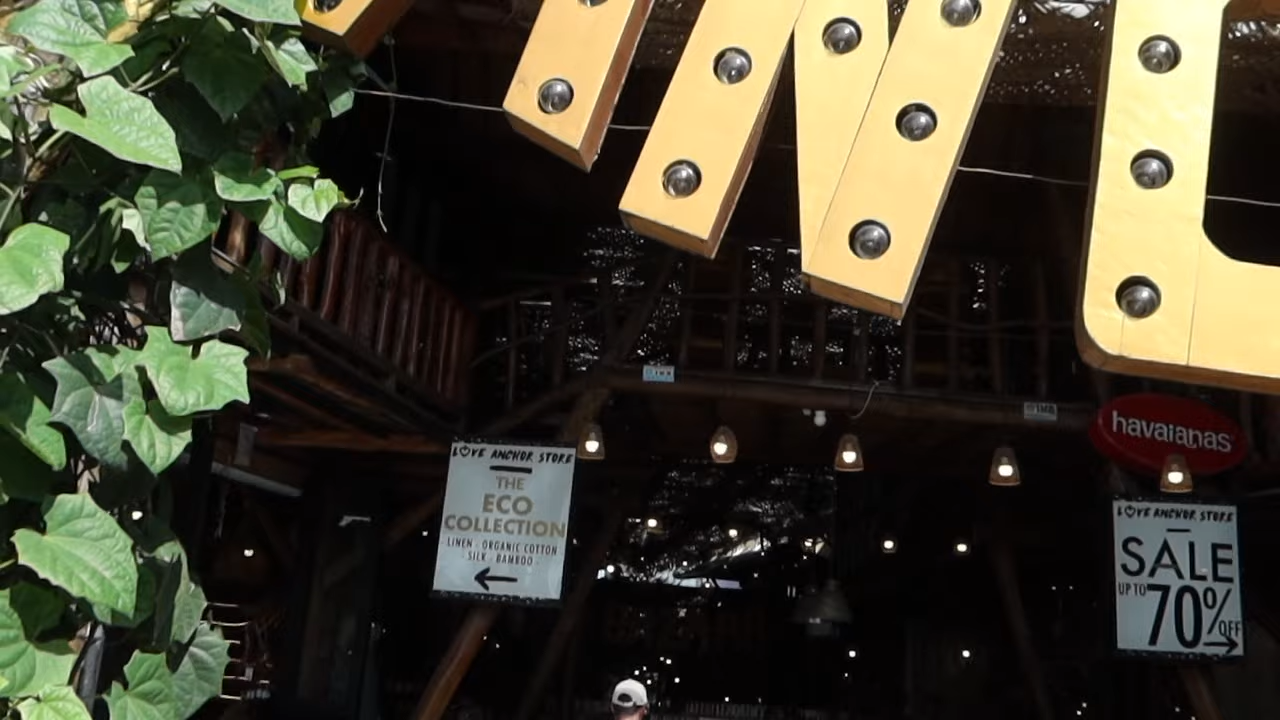 LOVE ANCHOR STORE
THE
ECO
COLLECTION
LINEN - ORGANIC COTTON
- SILK - BAMBOO -
havaianas
LOVE ANCHOR STORE
SALE
UP TO 70% OFF